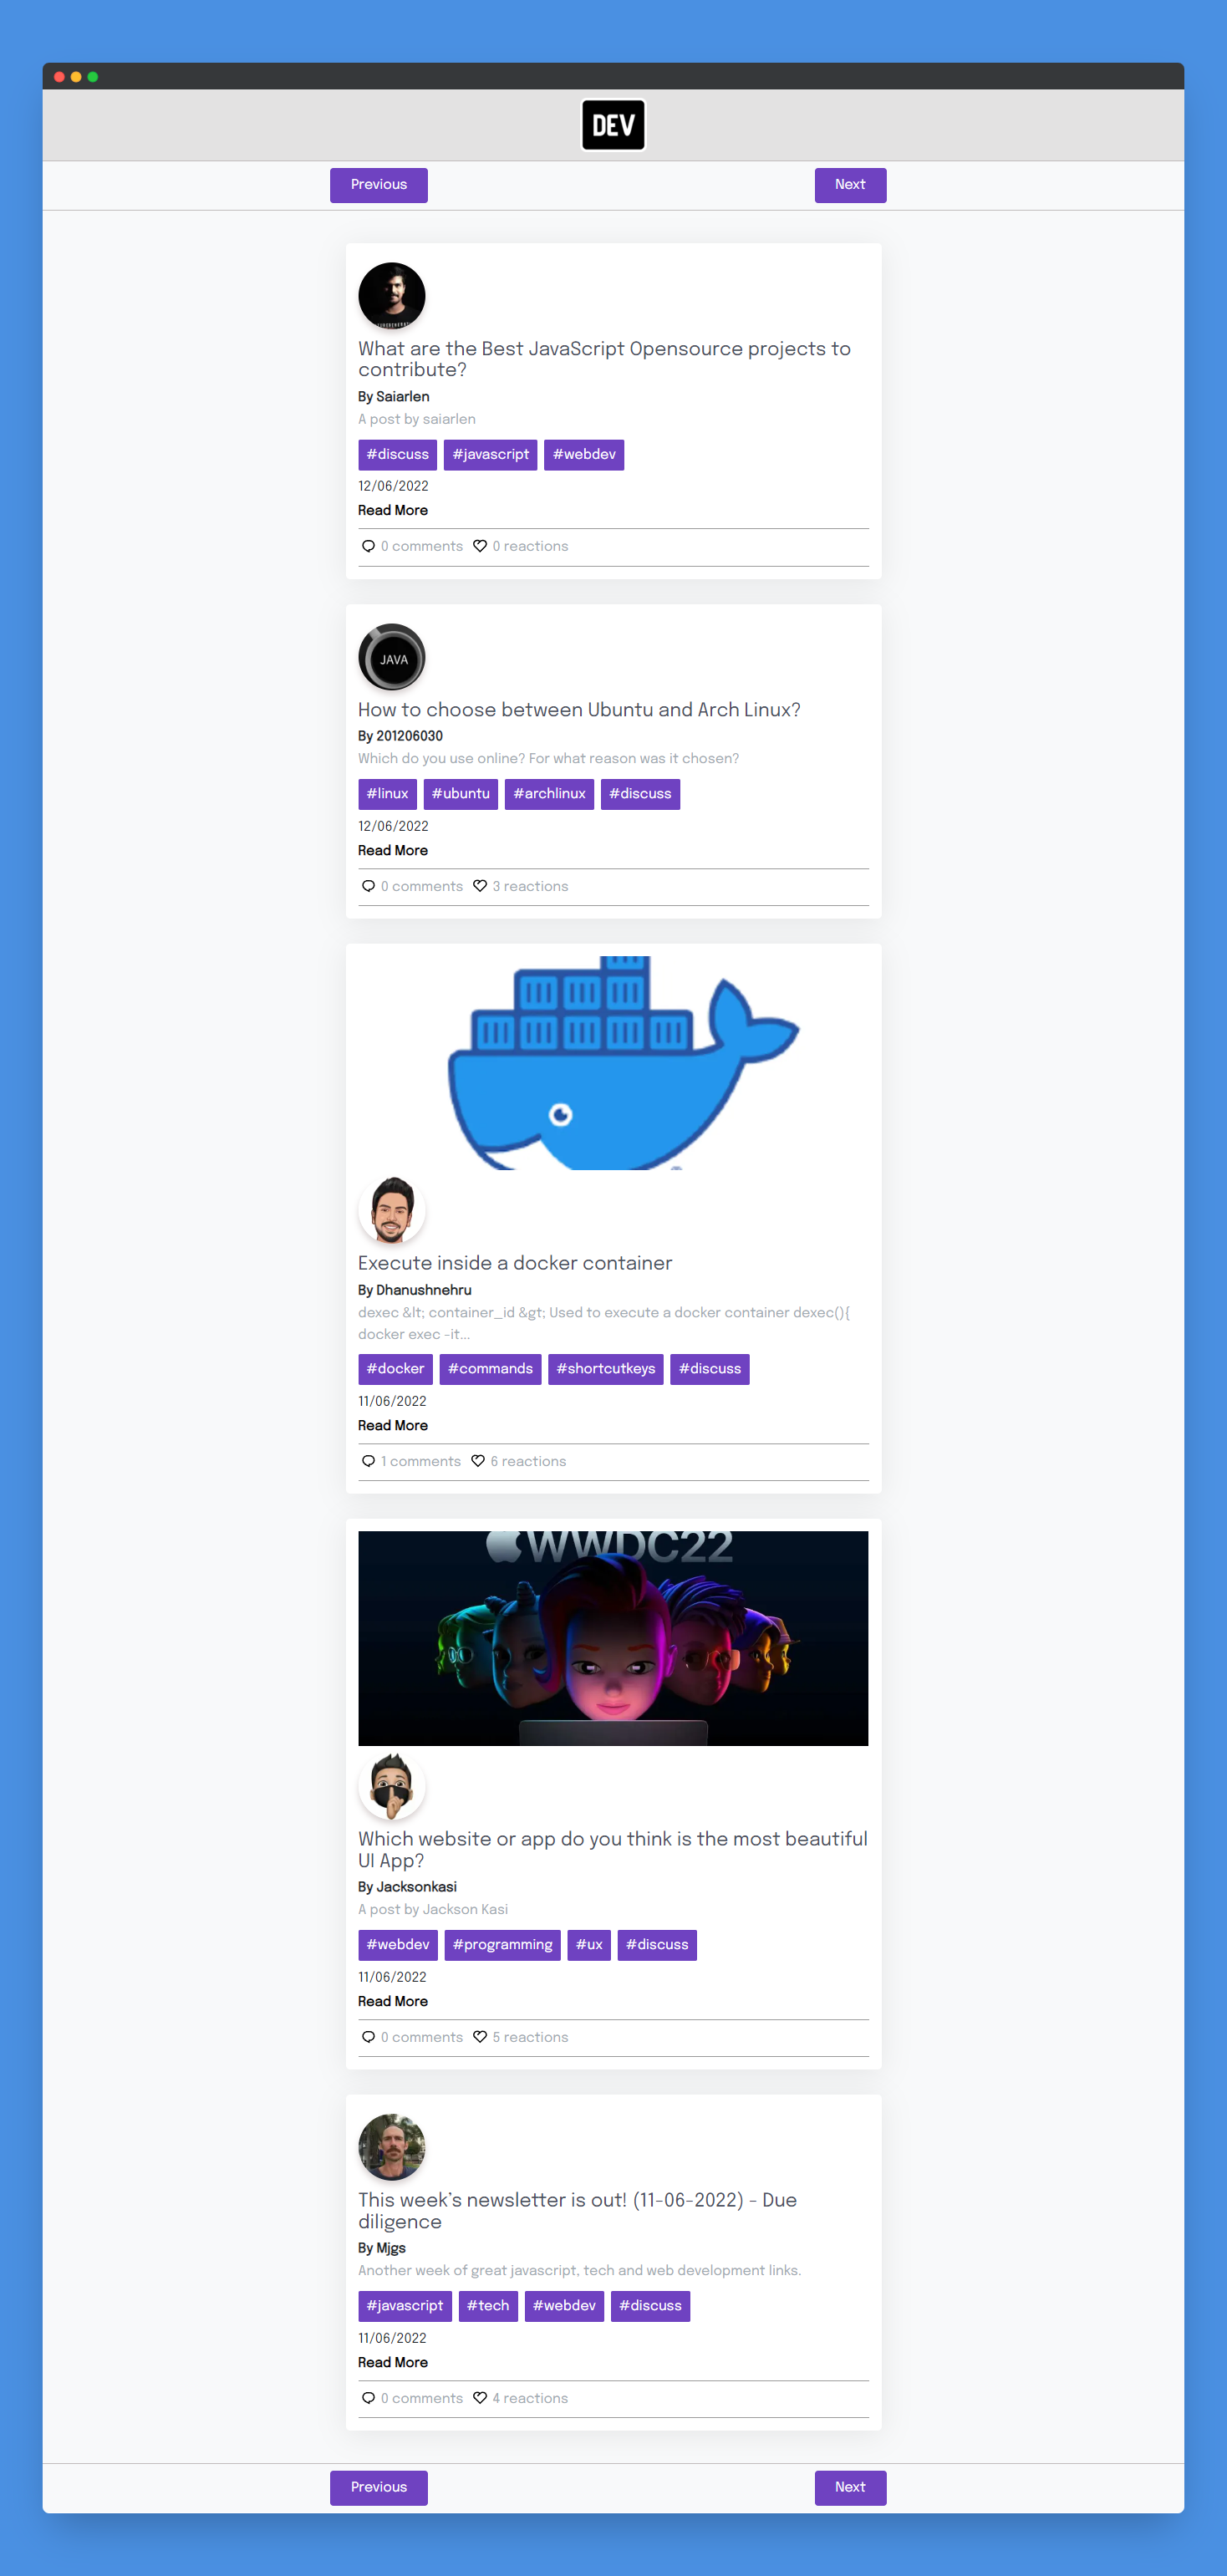 DEV
Previous Next
What are the Best JavaScript Opensource projects to
contribute?
By Saiarlen
A post by saiarlen
#discuss #javascript #webdev
12/06/2022
Read More
0 comments 0 reactions
JAVA
How to choose between Ubuntu and Arch Linux?
By 201206030
Which do you use online? For what reason was it chosen?
#linux #ubuntu #archlinux #discuss
12/06/2022
Read More
0 comments 3 reactions
Execute inside a docker container
By Dhanushnehru
dexec &lt; container_id &gt; Used to execute a docker container dexec(){
docker exec -it...
#docker #commands #shortcutkeys #discuss
11/06/2022
Read More
1 comments 6 reactions
WWDC22
Which website or app do you think is the most beautiful
UI App?
By Jacksonkasi
A post by Jackson Kasi
#webdev #programming #ux #discuss
11/06/2022
Read More
0 comments 5 reactions
This week's newsletter is out! (11-06-2022) - Due
diligence
By Mjgs
Another week of great javascript, tech and web development links.
#javascript #tech #webdev #discuss
11/06/2022
Read More
0 comments 4 reactions
Previous Next